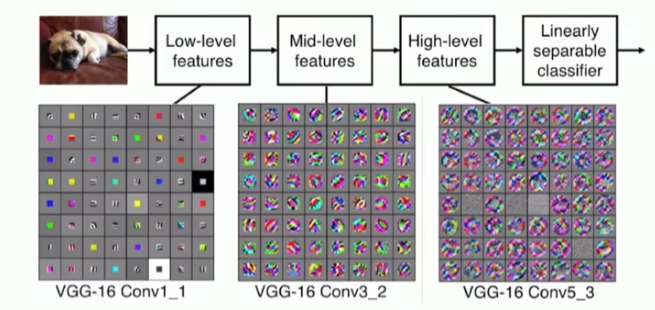 Low-level
features
Mid-level
features
High-level
features
Linearly
separable
classifier
VGG-16 Conv1_1
VGG-16 Conv3_2
VGG-16 Conv5_3